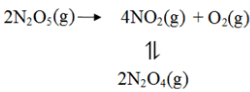 2N₂O₅(g) ⟶ 4NO₂(g) + O₂(g)
⥮
2N₂O₄(g)